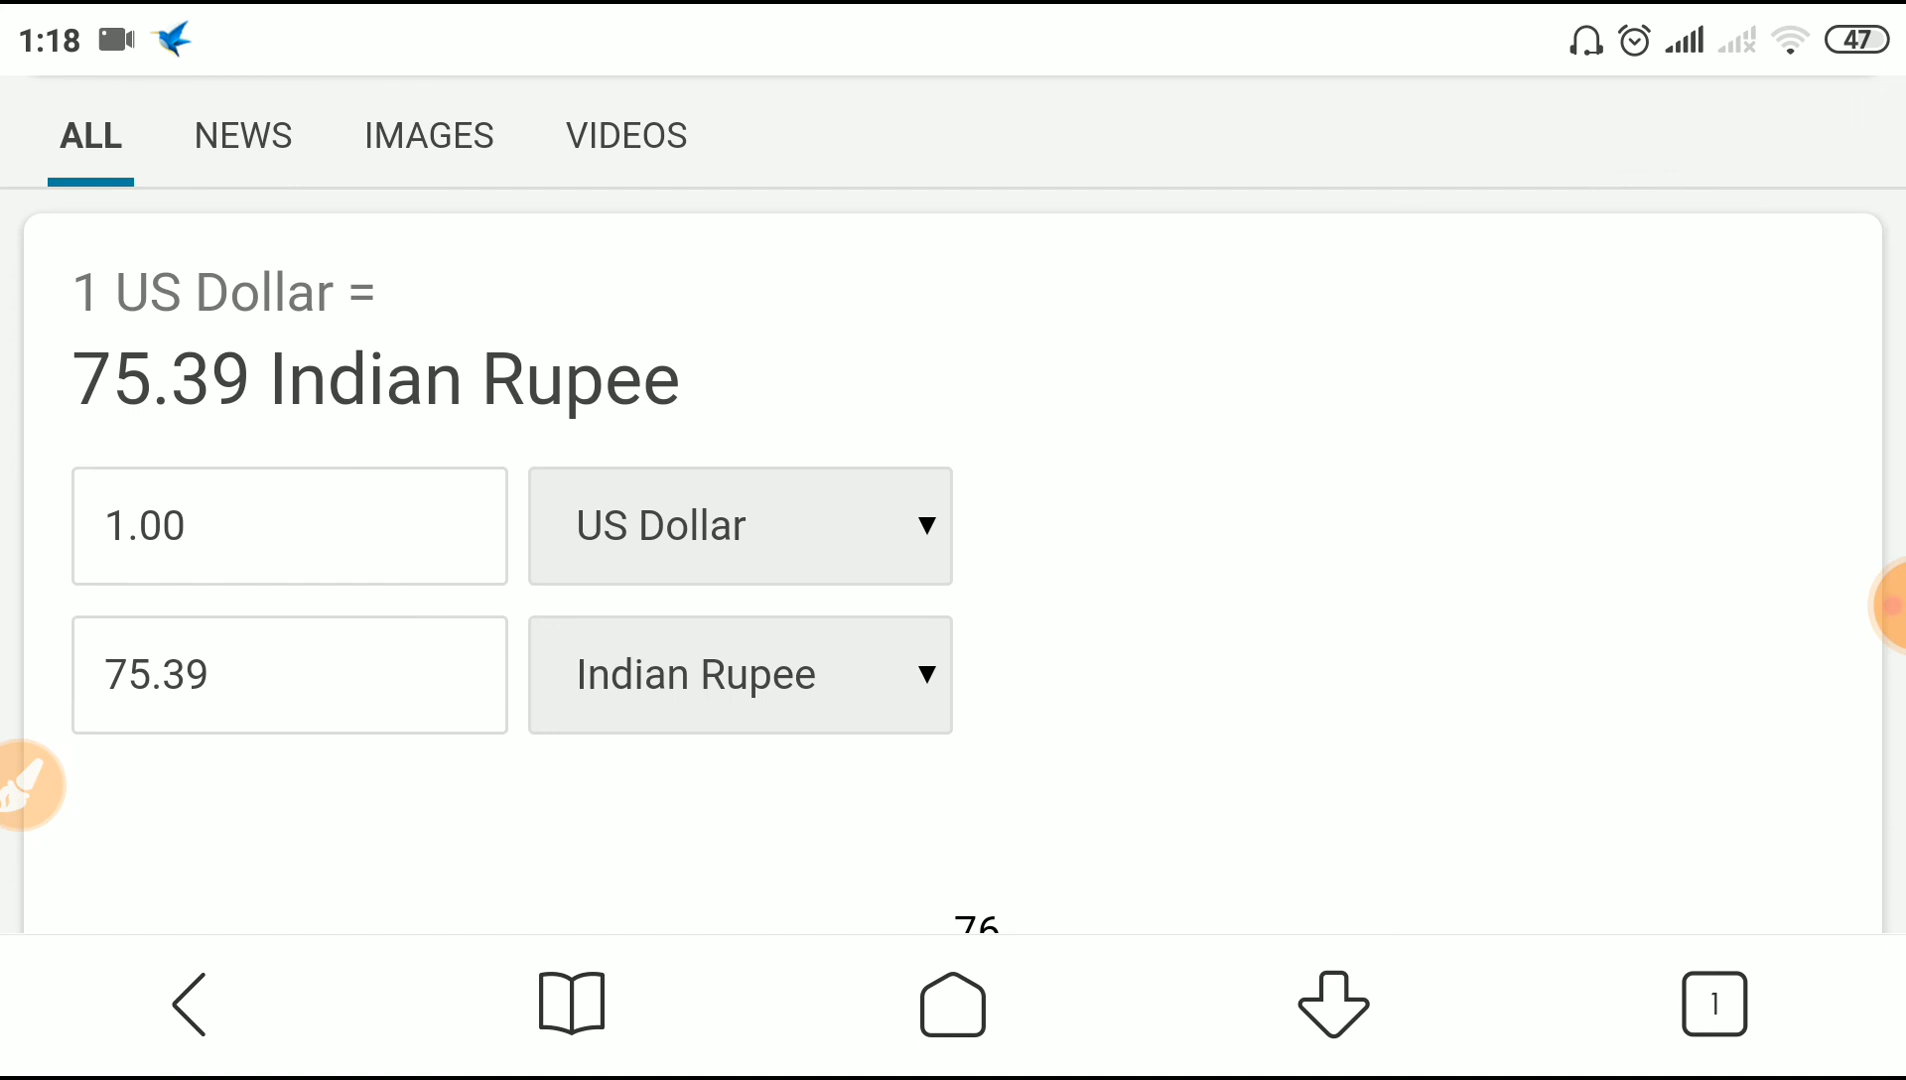 1:18
47
ALL NEWS IMAGES VIDEOS
1 US Dollar =
75.39 Indian Rupee
1.00 US Dollar
75.39 Indian Rupee
76
1